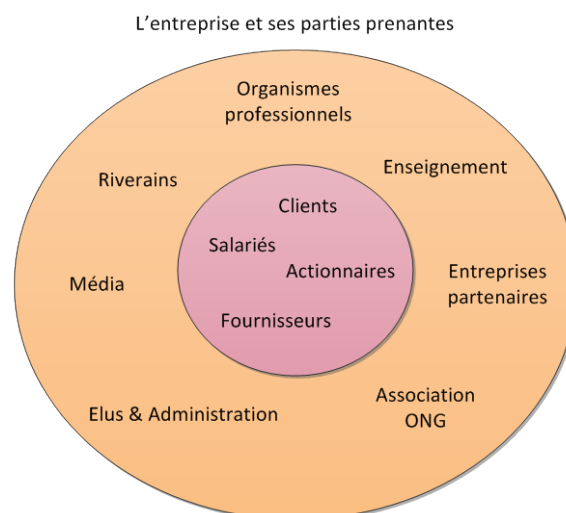 L'entreprise et ses parties prenantes
Organismes
professionnels
Enseignement
Riverains
Clients
Salariés
Actionnaires
Média
Entreprises
partenaires
Fournisseurs
Association
ONG
Elus & Administration